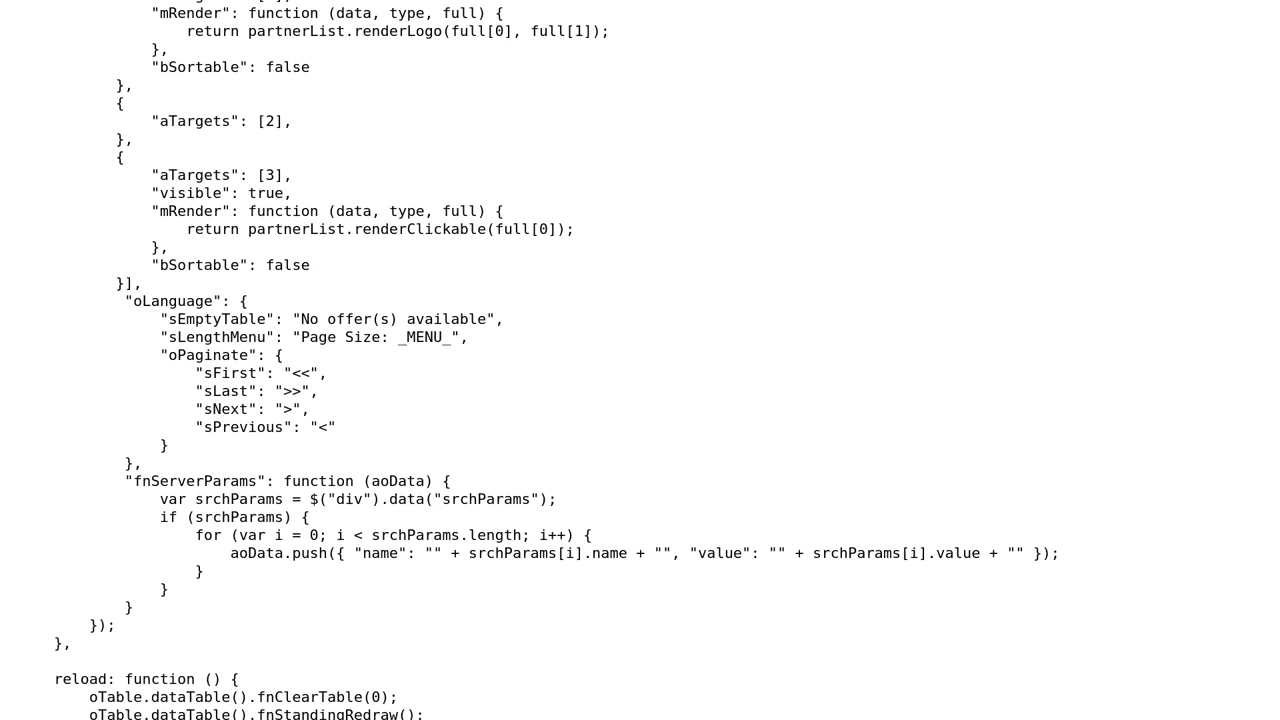 "mRender": function (data, type, full) {
return partnerList.renderLogo(full[0], full[1]);
},
"bSortable": false
},
{
"aTargets": [2],
},
{
"aTargets": [3],
"visible": true,
"mRender": function (data, type, full) {
return partnerList.renderClickable(full[0]);
},
"bSortable": false
}],
"oLanguage": {
"sEmptyTable": "No offer(s) available",
"sLengthMenu": "Page Size: _MENU_",
"oPaginate": {
"sFirst": "<<",
"sLast": ">>",
"sNext": ">",
"sPrevious": "<"
}
},
"fnServerParams": function (aoData) {
var srchParams = $("div").data("srchParams");
if (srchParams) {
for (var i = 0; i < srchParams.length; i++) {
aoData.push({ "name": "" + srchParams[i].name + "", "value": "" + srchParams[i].value + "" });
}
}
}
});
},
reload: function () {
oTable.dataTable().fnClearTable(0);
oTable.dataTable().fnStandingRedraw();